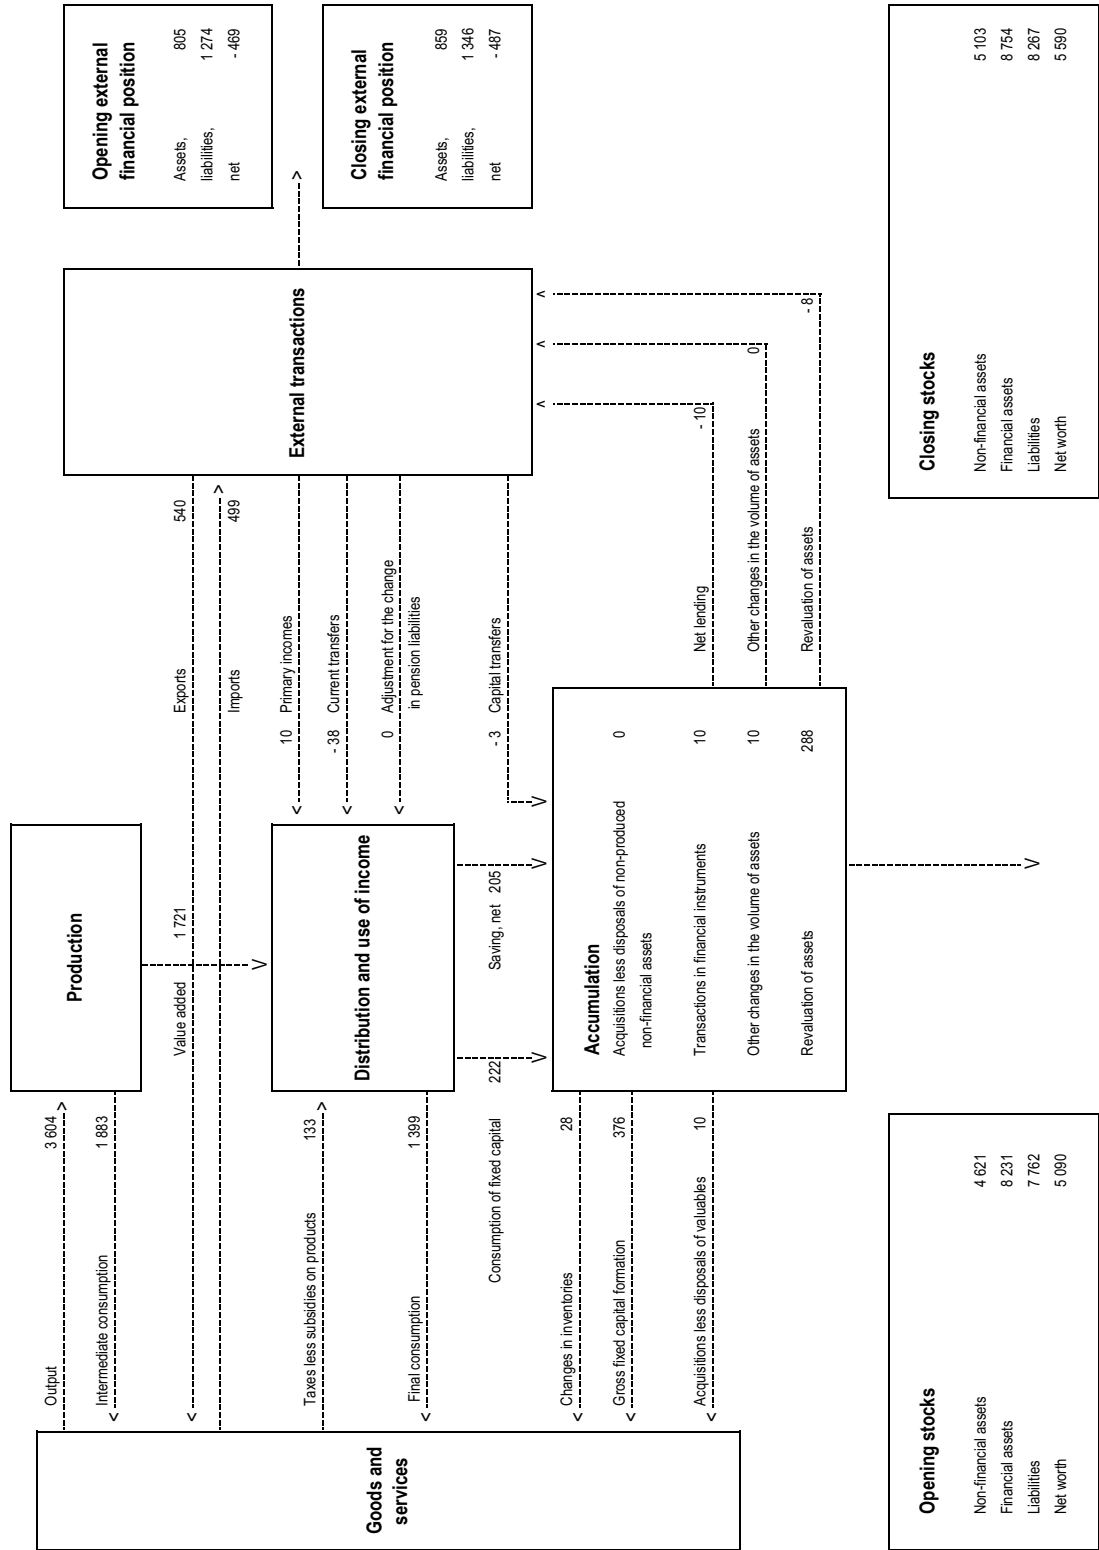 Output
3 604
Intermediate consumption
1 883
Production
Value added
1 721
Exports
540
Imports
499
Opening external
financial position
Assets, 805
liabilities, 1 274
net - 469
Goods and
services
Taxes less subsidies on products
133
Final consumption
1 399
Distribution and use of income
10 Primary incomes
- 38 Current transfers
0 Adjustment for the change
in pension liabilities
External transactions
Closing external
financial position
Assets, 859
liabilities, 1 346
net - 487
Consumption of fixed capital
222
Saving, net 205
- 3 Capital transfers
Changes in inventories
28
Gross fixed capital formation
376
Acquisitions less disposals of valuables
10
Accumulation
Acquisitions less disposals of non-produced 0
non-financial assets
Transactions in financial instruments 10
Other changes in the volume of assets 10
Revaluation of assets 288
Net lending
- 10
Other changes in the volume of assets
0
Revaluation of assets
- 8
Opening stocks
Non-financial assets 4 621
Financial assets 8 231
Liabilities 7 762
Net worth 5 090
Closing stocks
Non-financial assets 5 103
Financial assets 8 754
Liabilities 8 267
Net worth 5 590